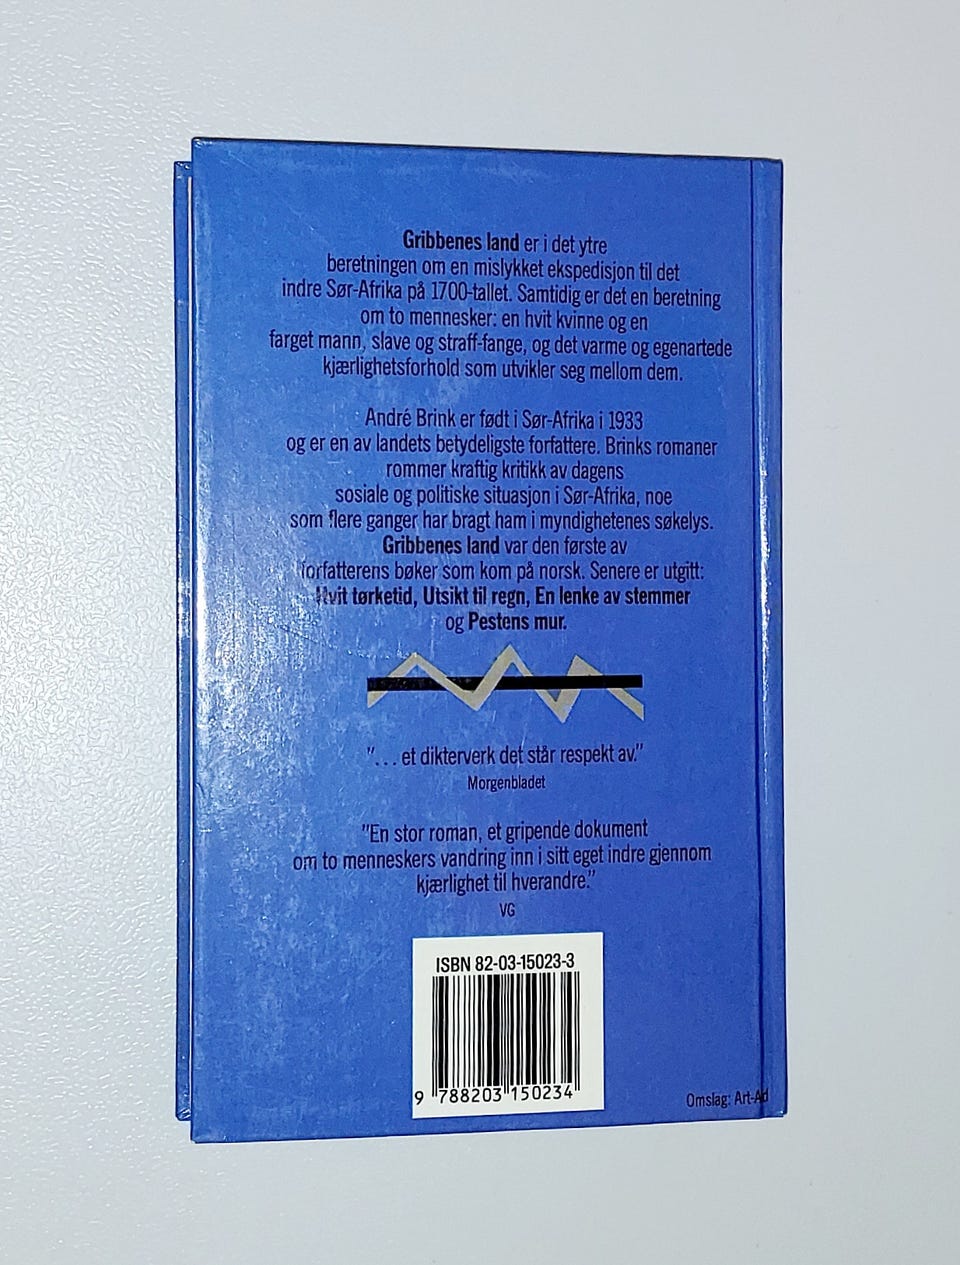 Gribbenes land er i det ytre
beretningen om en mislykket ekspedisjon til det
indre Sør-Afrika på 1700-tallet. Samtidig er det en beretning
om to mennesker: en hvit kvinne og en
farget mann, slave og straff-fange, og det varme og egenartede
kjærlighetsforhold som utvikler seg mellom dem.
André Brink er født i Sør-Afrika i 1933
og er en av landets betydeligste forfattere. Brinks romaner
rommer kraftig kritikk av dagens
sosiale og politiske situasjon i Sør-Afrika, noe
som flere ganger har bragt ham i myndighetenes søkelys.
Gribbenes land var den første av
forfatterens bøker som kom på norsk. Senere er utgitt:
Hvit tørketid, Utsikt til regn, En lenke av stemmer
og Pestens mur.
"... et dikterverk det står respekt av."
Morgenbladet
"En stor roman, et gripende dokument
om to menneskers vandring inn i sitt eget indre gjennom
kjærlighet til hverandre."
VG
ISBN 82-03-15023-3
9 788203 150234
Omslag: Art-Ad